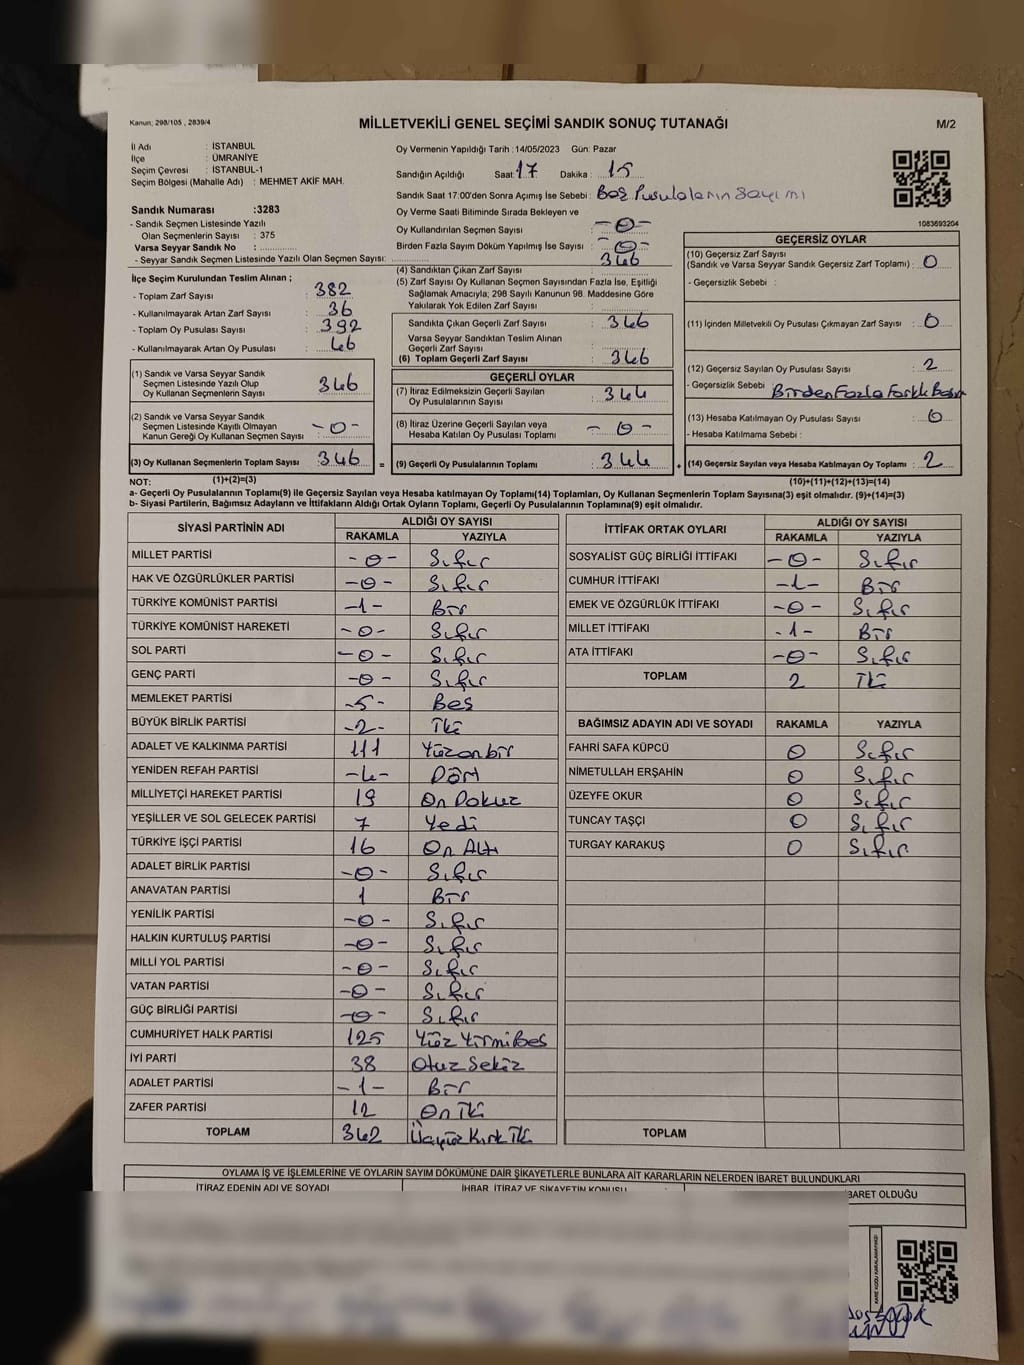 Kanun; 298/105 , 2839/4
MİLLETVEKİLİ GENEL SEÇİMİ SANDIK SONUÇ TUTANAĞI
M/2
İl Adı : İSTANBUL
İlçe : ÜMRANİYE
Seçim Çevresi : İSTANBUL-1
Seçim Bölgesi (Mahalle Adı) : MEHMET AKİF MAH.
Sandık Numarası :3283
- Sandık Seçmen Listesinde Yazılı
Olan Seçmenlerin Sayısı : 375
Varsa Seyyar Sandık No : ............
- Seyyar Sandık Seçmen Listesinde Yazılı Olan Seçmen Sayısı: ............
Oy Vermenin Yapıldığı Tarih :14/05/2023 Gün: Pazar
Sandığın Açıldığı Saat: 17 Dakika : 15
Sandık Saat 17:00'den Sonra Açımış İse Sebebi : Boş Pusulaların Sayımı
Oy Verme Saati Bitiminde Sırada Bekleyen ve
Oy Kullandırılan Seçmen Sayısı : -0-
Birden Fazla Sayım Döküm Yapılmış İse Sayısı : -0-
1083693204
İlçe Seçim Kurulundan Teslim Alınan ;
- Toplam Zarf Sayısı : 382
- Kullanılmayarak Artan Zarf Sayısı : 36
- Toplam Oy Pusulası Sayısı : 392
- Kullanılmayarak Artan Oy Pusulası : 46
(1) Sandık ve Varsa Seyyar Sandık
Seçmen Listesinde Yazılı Olup
Oy Kullanan Seçmenlerin Sayısı : 346
(2) Sandık ve Varsa Seyyar Sandık
Seçmen Listesinde Kayıtlı Olmayan
Kanun Gereği Oy Kullanan Seçmen Sayısı : -0-
(3) Oy Kullanan Seçmenlerin Toplam Sayısı : 346
(4) Sandıktan Çıkan Zarf Sayısı : 346
(5) Zarf Sayısı Oy Kullanan Seçmen Sayısından Fazla İse, Eşitliği
Sağlamak Amacıyla; 298 Sayılı Kanunun 98. Maddesine Göre
Yakılarak Yok Edilen Zarf Sayısı :
Sandıkta Çıkan Geçerli Zarf Sayısı : 346
Varsa Seyyar Sandıktan Teslim Alınan
Geçerli Zarf Sayısı :
(6) Toplam Geçerli Zarf Sayısı : 346
GEÇERLİ OYLAR
(7) İtiraz Edilmeksizin Geçerli Sayılan
Oy Pusulalarının Sayısı : 344
(8) İtiraz Üzerine Geçerli Sayılan veya
Hesaba Katılan Oy Pusulası Toplamı : -0-
= (9) Geçerli Oy Pusulalarının Toplamı : 344 +
GEÇERSİZ OYLAR
(10) Geçersiz Zarf Sayısı
(Sandık ve Varsa Seyyar Sandık Geçersiz Zarf Toplamı) : 0
- Geçersizlik Sebebi :
(11) İçinden Milletvekili Oy Pusulası Çıkmayan Zarf Sayısı : 0
(12) Geçersiz Sayılan Oy Pusulası Sayısı : 2
- Geçersizlik Sebebi : Birden Fazla Farklı
(13) Hesaba Katılmayan Oy Pusulası Sayısı : 0
- Hesaba Katılmama Sebebi :
(14) Geçersiz Sayılan veya Hesaba Katılmayan Oy Toplamı : 2
NOT: (1)+(2)=(3) (10)+(11)+(12)+(13)=(14)
a- Geçerli Oy Pusulalarının Toplamı(9) ile Geçersiz Sayılan veya Hesaba katılmayan Oy Toplamı(14) Toplamları, Oy Kullanan Seçmenlerin Toplam Sayısına(3) eşit olmalıdır. (9)+(14)=(3)
b- Siyasi Partilerin, Bağımsız Adayların ve İttifakların Aldığı Ortak Oyların Toplamı, Geçerli Oy Pusulalarının Toplamına(9) eşit olmalıdır.
SİYASİ PARTİNİN ADI ALDIĞI OY SAYISI
RAKAMLA YAZIYLA
MİLLET PARTİSİ -0- Sıfır
HAK VE ÖZGÜRLÜKLER PARTİSİ -0- Sıfır
TÜRKİYE KOMÜNİST PARTİSİ -1- Bir
TÜRKİYE KOMÜNİST HAREKETİ -0- Sıfır
SOL PARTİ -0- Sıfır
GENÇ PARTİ -0- Sıfır
MEMLEKET PARTİSİ -5- Beş
BÜYÜK BİRLİK PARTİSİ -2- İki
ADALET VE KALKINMA PARTİSİ 111 Yüzonbir
YENİDEN REFAH PARTİSİ -4- Dört
MİLLİYETÇİ HAREKET PARTİSİ 19 On Dokuz
YEŞİLLER VE SOL GELECEK PARTİSİ 7 Yedi
TÜRKİYE İŞÇİ PARTİSİ 16 On Altı
ADALET BİRLİK PARTİSİ -0- Sıfır
ANAVATAN PARTİSİ 1 Bir
YENİLİK PARTİSİ -0- Sıfır
HALKIN KURTULUŞ PARTİSİ -0- Sıfır
MİLLİ YOL PARTİSİ -0- Sıfır
VATAN PARTİSİ -0- Sıfır
GÜÇ BİRLİĞİ PARTİSİ -0- Sıfır
CUMHURİYET HALK PARTİSİ 125 Yüz Yirmi Beş
İYİ PARTİ 38 Otuz Sekiz
ADALET PARTİSİ -1- Bir
ZAFER PARTİSİ 12 On İki
TOPLAM 342 Üçyüz Kırk İki
İTTİFAK ORTAK OYLARI ALDIĞI OY SAYISI
RAKAMLA YAZIYLA
SOSYALİST GÜÇ BİRLİĞİ İTTİFAKI -0- Sıfır
CUMHUR İTTİFAKI -1- Bir
EMEK VE ÖZGÜRLÜK İTTİFAKI -0- Sıfır
MİLLET İTTİFAKI -1- Bir
ATA İTTİFAKI -0- Sıfır
TOPLAM 2 İki
BAĞIMSIZ ADAYIN ADI VE SOYADI RAKAMLA YAZIYLA
FAHRİ SAFA KÜPCÜ 0 Sıfır
NİMETULLAH ERŞAHİN 0 Sıfır
ÜZEYFE OKUR 0 Sıfır
TUNCAY TAŞÇI 0 Sıfır
TURGAY KARAKUŞ 0 Sıfır
TOPLAM
OYLAMA İŞ VE İŞLEMLERİNE VE OYLARIN SAYIM DÖKÜMÜNE DAİR ŞİKAYETLERLE BUNLARA AİT KARARLARIN NELERDEN İBARET BULUNDUKLARI
İTİRAZ EDENİN ADI VE SOYADI İHBAR, İTİRAZ VE ŞİKAYETİN KONUSU BARET OLDUĞU
KARE KODU KARALAMAYINIZ!